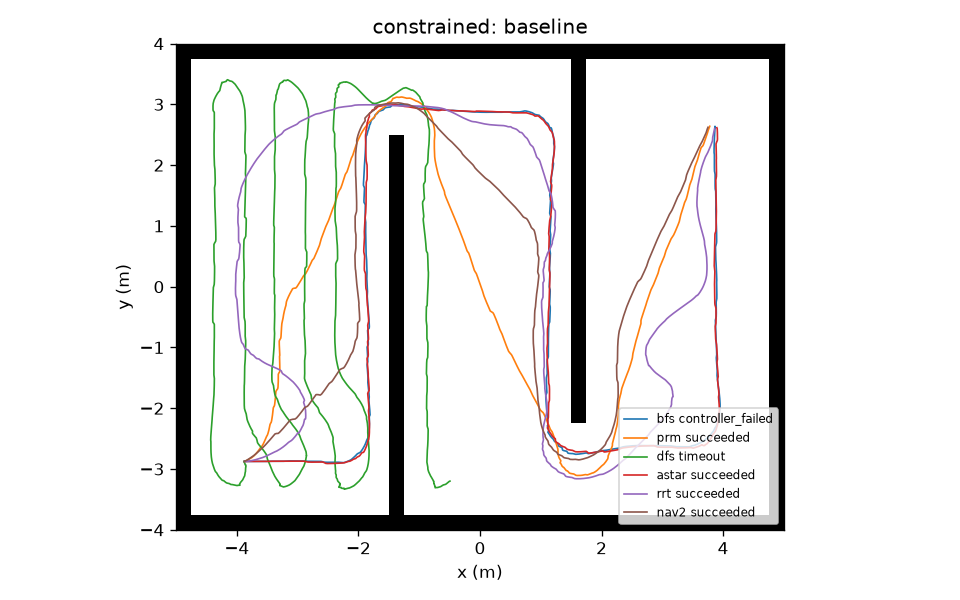 constrained: baseline
4
3
2
1
0
−1
−2
−3
−4
y (m)
bfs controller_failed
prm succeeded
dfs timeout
astar succeeded
rrt succeeded
nav2 succeeded
−4 −2 0 2 4
x (m)